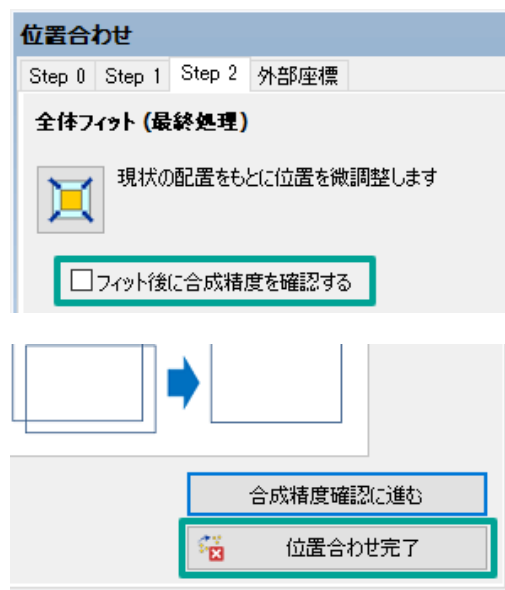 位置合わせ
Step 0 Step 1 Step 2 外部座標
全体フィット (最終処理)
現状の配置をもとに位置を微調整します
フィット後に合成精度を確認する
合成精度確認に進む
位置合わせ完了